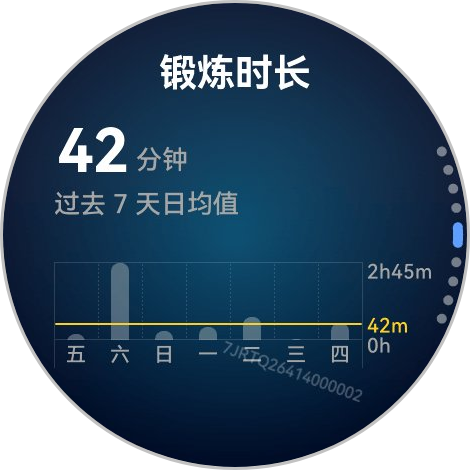 锻炼时长
42 分钟
过去 7 天日均值
2h45m
42m
0h
五 六 日 一 二 三 四
7JRTQ26414000002